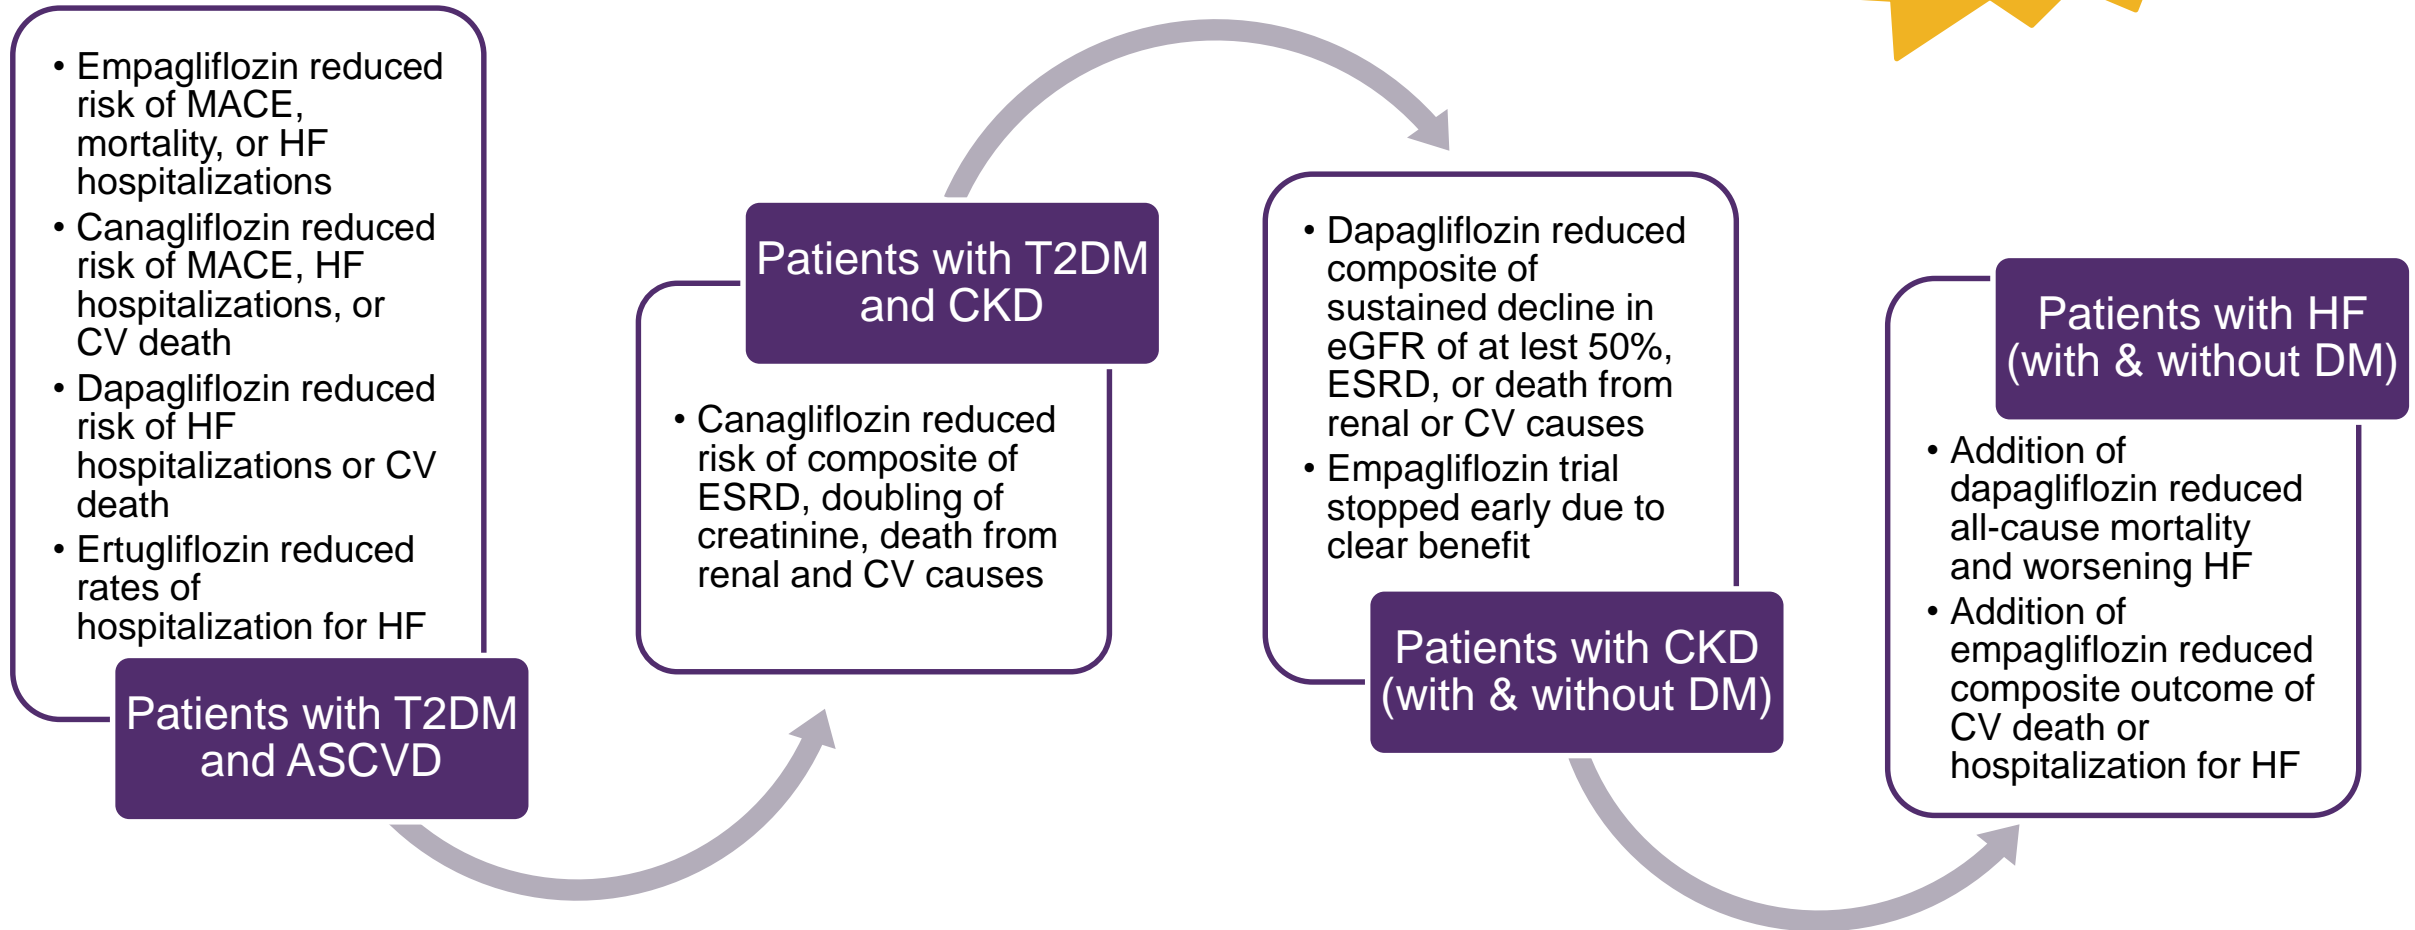 • Empagliflozin reduced
risk of MACE,
mortality, or HF
hospitalizations
• Canagliflozin reduced
risk of MACE, HF
hospitalizations, or
CV death
• Dapagliflozin reduced
risk of HF
hospitalizations or CV
death
• Ertugliflozin reduced
rates of
hospitalization for HF
Patients with T2DM
and ASCVD
Patients with T2DM
and CKD
• Canagliflozin reduced
risk of composite of
ESRD, doubling of
creatinine, death from
renal and CV causes
• Dapagliflozin reduced
composite of
sustained decline in
eGFR of at lest 50%,
ESRD, or death from
renal or CV causes
• Empagliflozin trial
stopped early due to
clear benefit
Patients with CKD
(with & without DM)
Patients with HF
(with & without DM)
• Addition of
dapagliflozin reduced
all-cause mortality
and worsening HF
• Addition of
empagliflozin reduced
composite outcome of
CV death or
hospitalization for HF